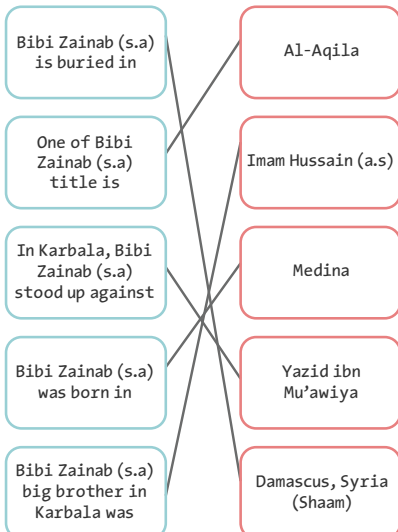 Bibi Zainab (s.a)
is buried in
Al-Aqila
One of Bibi
Zainab (s.a)
title is
Imam Hussain (a.s)
In Karbala, Bibi
Zainab (s.a)
stood up against
Medina
Bibi Zainab (s.a)
was born in
Yazid ibn
Mu’awiya
Bibi Zainab (s.a)
big brother in
Karbala was
Damascus, Syria
(Shaam)